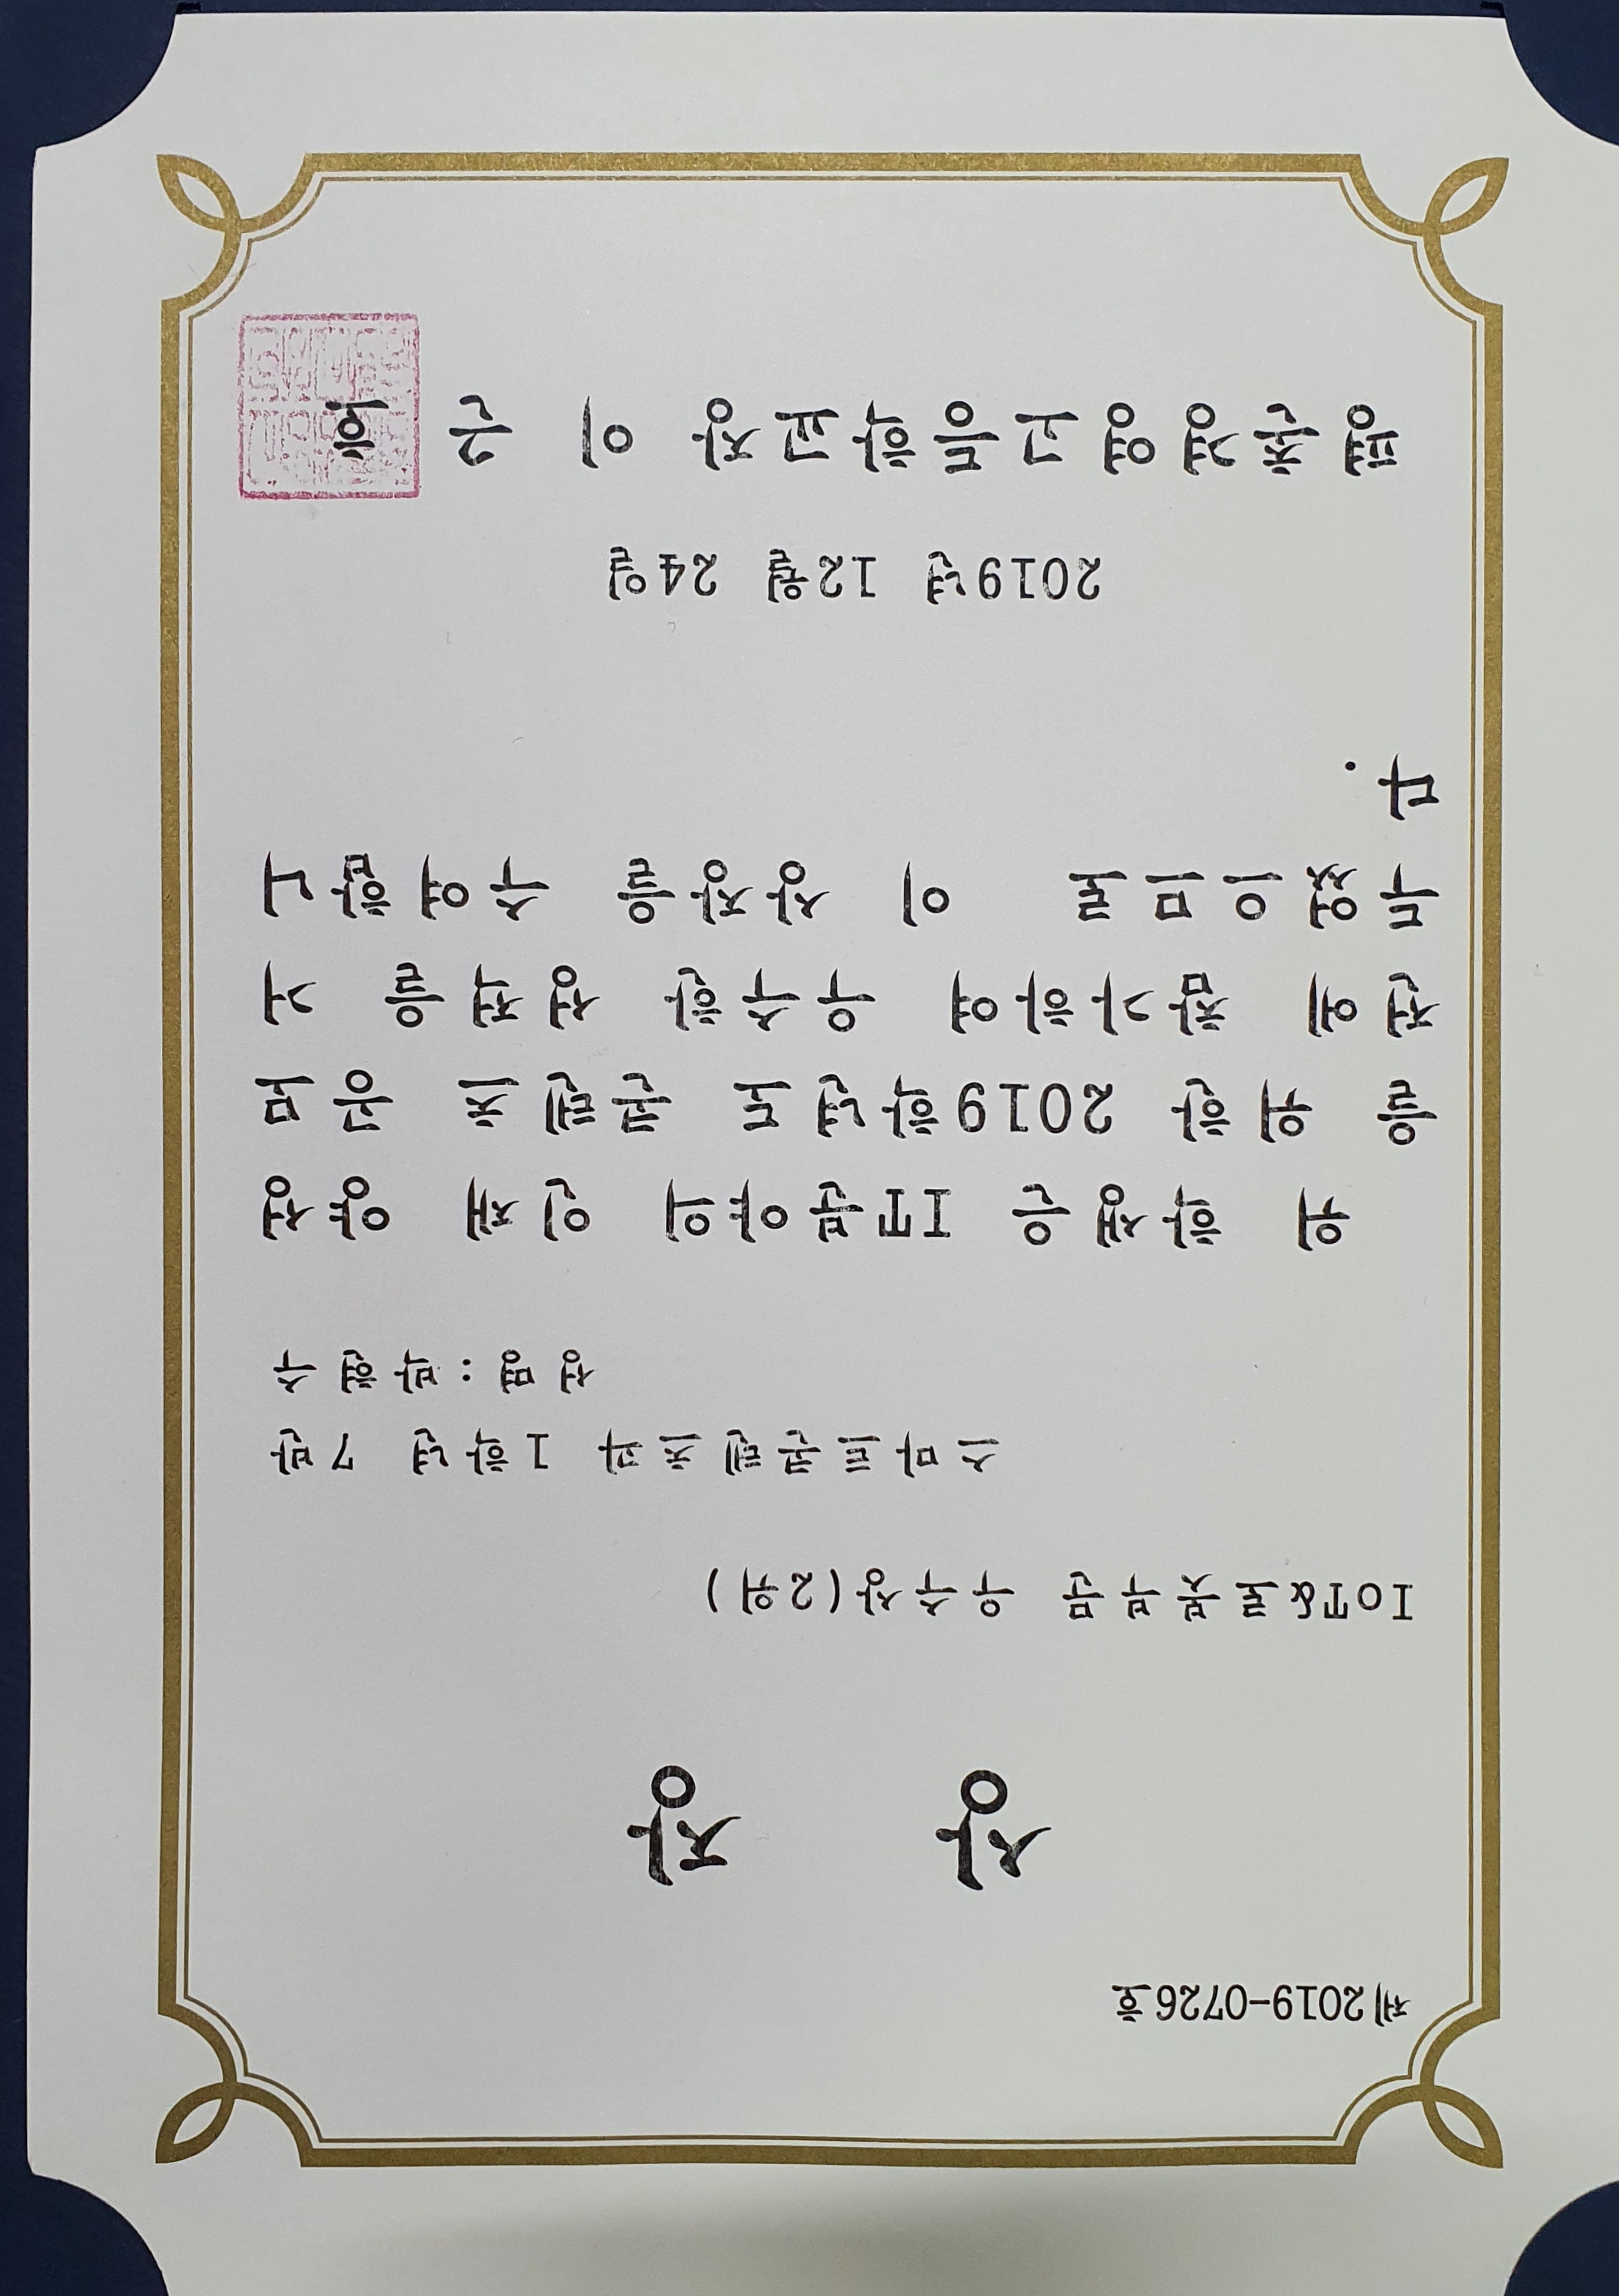 제2019-0726호
상 장
IoT&로봇부문 우수상(2위)
스마트콘텐츠과 1학년 7반
성명:박현수
위 학생은 IT분야의 인재 양성
을 위한 2019학년도 콘텐츠 공모
전에 참가하여 우수한 성적을 거
두었으므로 이 상장을 수여합니
다.
2019년 12월 24일
평촌경영고등학교장 이 근 호